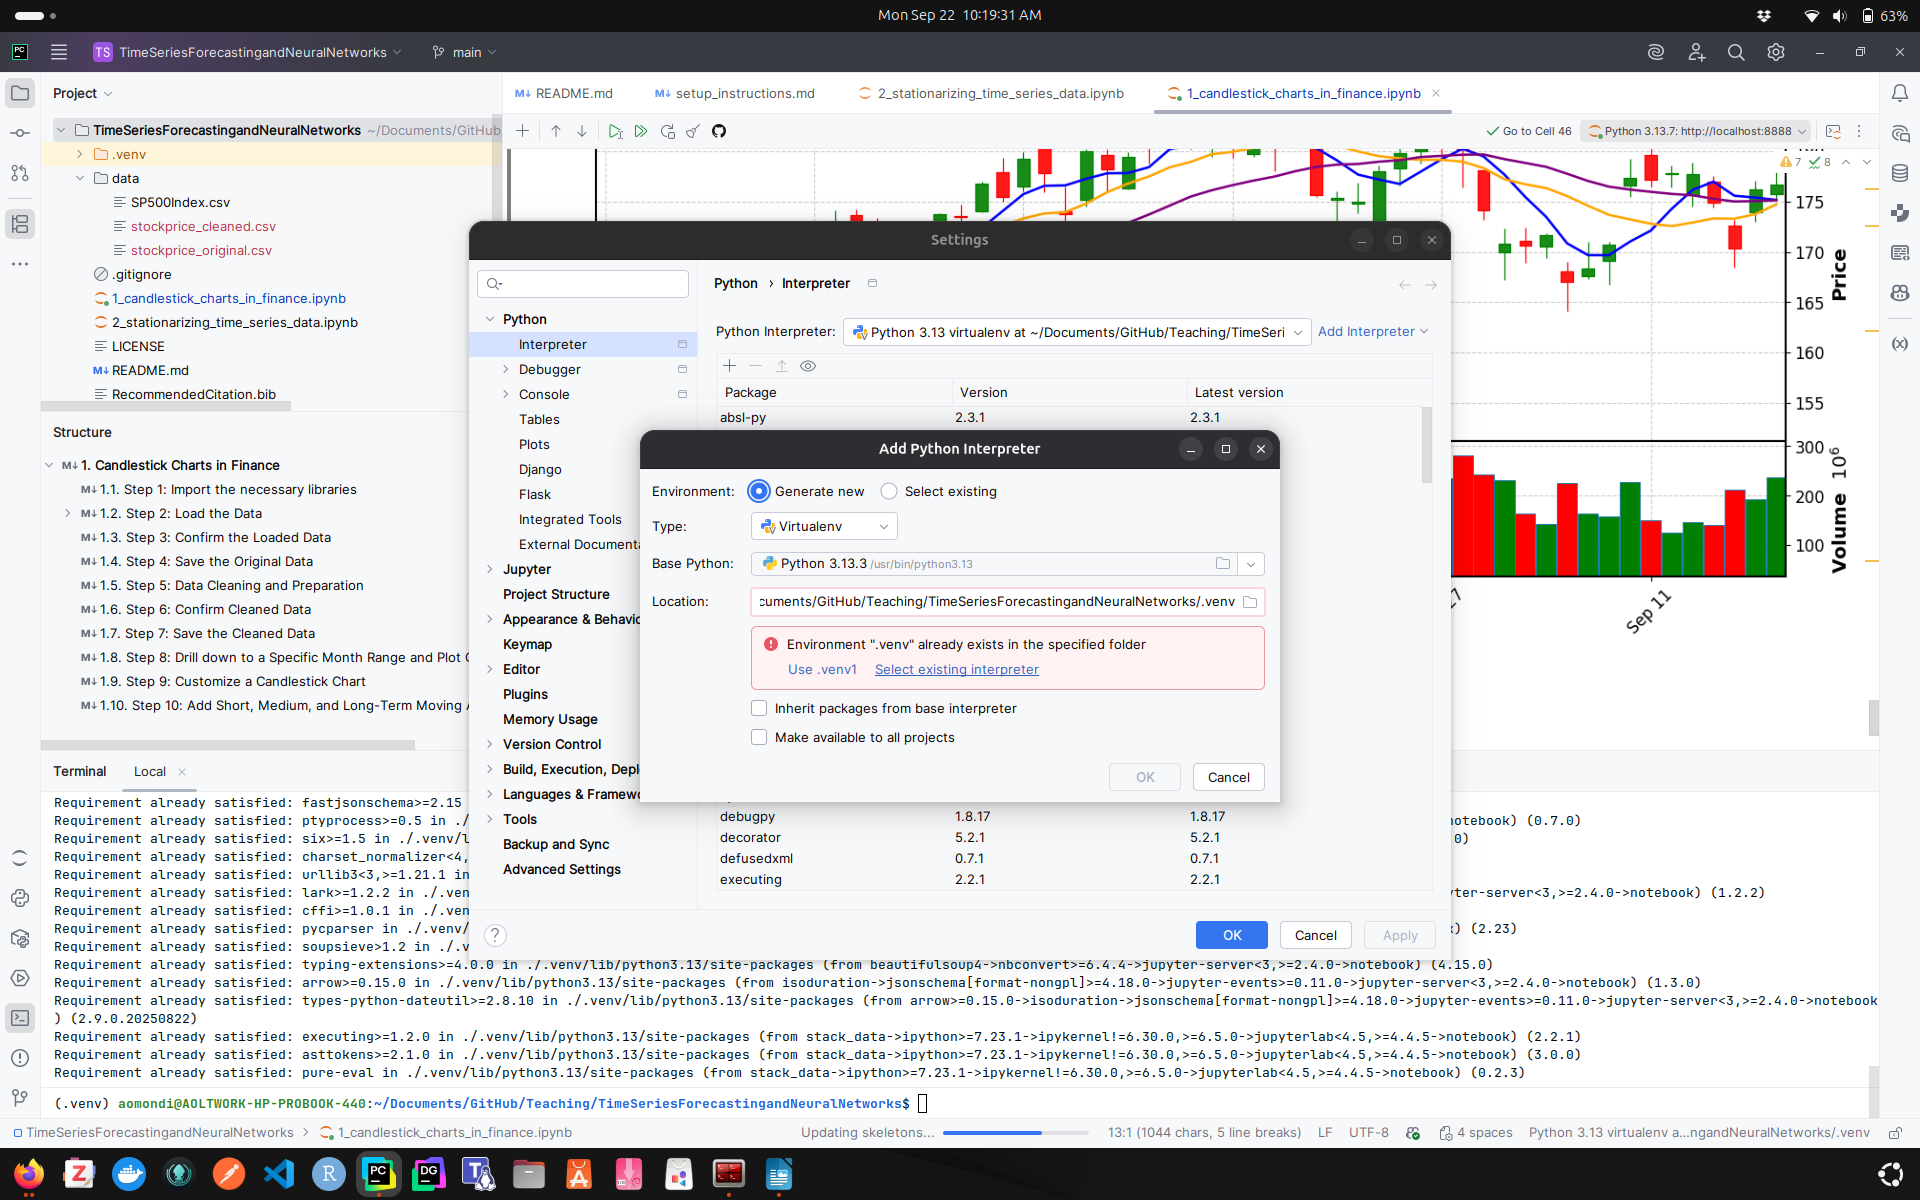 Mon Sep 22  10:19:31 AM
63%
TS TimeSeriesForecastingandNeuralNetworks
main
Project
TimeSeriesForecastingandNeuralNetworks ~/Documents/GitHub
.venv
data
SP500Index.csv
stockprice_cleaned.csv
stockprice_original.csv
.gitignore
1_candlestick_charts_in_finance.ipynb
2_stationarizing_time_series_data.ipynb
LICENSE
README.md
RecommendedCitation.bib
README.md
setup_instructions.md
2_stationarizing_time_series_data.ipynb
1_candlestick_charts_in_finance.ipynb
Go to Cell 46
Python 3.13.7: http://localhost:8888
7
8
175
170
165
160
155
Price
300
200
100
Volume 10^6
Sep 11
Structure
1. Candlestick Charts in Finance
1.1. Step 1: Import the necessary libraries
1.2. Step 2: Load the Data
1.3. Step 3: Confirm the Loaded Data
1.4. Step 4: Save the Original Data
1.5. Step 5: Data Cleaning and Preparation
1.6. Step 6: Confirm Cleaned Data
1.7. Step 7: Save the Cleaned Data
1.8. Step 8: Drill down to a Specific Month Range and Plot
1.9. Step 9: Customize a Candlestick Chart
1.10. Step 10: Add Short, Medium, and Long-Term Moving
Settings
Python
Interpreter
Debugger
Console
Tables
Plots
Django
Flask
Integrated Tools
External Documenta
Jupyter
Project Structure
Appearance & Behavio
Keymap
Editor
Plugins
Memory Usage
Version Control
Build, Execution, Depl
Languages & Framewo
Tools
Backup and Sync
Advanced Settings
Python › Interpreter
Python Interpreter: Python 3.13 virtualenv at ~/Documents/GitHub/Teaching/TimeSeri Add Interpreter
Package Version Latest version
absl-py 2.3.1 2.3.1
debugpy 1.8.17 1.8.17
decorator 5.2.1 5.2.1
defusedxml 0.7.1 0.7.1
executing 2.2.1 2.2.1
OK Cancel Apply
Add Python Interpreter
Environment: Generate new Select existing
Type: Virtualenv
Base Python: Python 3.13.3 /usr/bin/python3.13
Location: cuments/GitHub/Teaching/TimeSeriesForecastingandNeuralNetworks/.venv
Environment ".venv" already exists in the specified folder
Use .venv1 Select existing interpreter
Inherit packages from base interpreter
Make available to all projects
OK Cancel
Terminal Local
Requirement already satisfied: fastjsonschema>=2.15
Requirement already satisfied: ptyprocess>=0.5 in ./ notebook) (0.7.0)
Requirement already satisfied: six>=1.5 in ./.venv/l 0)
Requirement already satisfied: charset_normalizer<4,
Requirement already satisfied: urllib3<3,>=1.21.1 in
Requirement already satisfied: lark>=1.2.2 in ./.ven yter-server<3,>=2.4.0->notebook) (1.2.2)
Requirement already satisfied: cffi>=1.0.1 in ./.ven
Requirement already satisfied: pycparser in ./.venv/ k) (2.23)
Requirement already satisfied: soupsieve>1.2 in ./.v
Requirement already satisfied: typing-extensions>=4.0.0 in ./.venv/lib/python3.13/site-packages (from beautifulsoup4->nbconvert>=6.4.4->jupyter-server<3,>=2.4.0->notebook) (4.15.0)
Requirement already satisfied: arrow>=0.15.0 in ./.venv/lib/python3.13/site-packages (from isoduration->jsonschema[format-nongpl]>=4.18.0->jupyter-events>=0.11.0->jupyter-server<3,>=2.4.0->notebook) (1.3.0)
Requirement already satisfied: types-python-dateutil>=2.8.10 in ./.venv/lib/python3.13/site-packages (from arrow>=0.15.0->isoduration->jsonschema[format-nongpl]>=4.18.0->jupyter-events>=0.11.0->jupyter-server<3,>=2.4.0->notebook
) (2.9.0.20250822)
Requirement already satisfied: executing>=1.2.0 in ./.venv/lib/python3.13/site-packages (from stack_data->ipython>=7.23.1->ipykernel!=6.30.0,>=6.5.0->jupyterlab<4.5,>=4.4.5->notebook) (2.2.1)
Requirement already satisfied: asttokens>=2.1.0 in ./.venv/lib/python3.13/site-packages (from stack_data->ipython>=7.23.1->ipykernel!=6.30.0,>=6.5.0->jupyterlab<4.5,>=4.4.5->notebook) (3.0.0)
Requirement already satisfied: pure-eval in ./.venv/lib/python3.13/site-packages (from stack_data->ipython>=7.23.1->ipykernel!=6.30.0,>=6.5.0->jupyterlab<4.5,>=4.4.5->notebook) (0.2.3)
(.venv) aomondi@AOLTWORK-HP-PROBOOK-440:~/Documents/GitHub/Teaching/TimeSeriesForecastingandNeuralNetworks$
TimeSeriesForecastingandNeuralNetworks › 1_candlestick_charts_in_finance.ipynb
Updating skeletons...
13:1 (1044 chars, 5 line breaks) LF UTF-8 4 spaces Python 3.13 virtualenv a...ngandNeuralNetworks/.venv